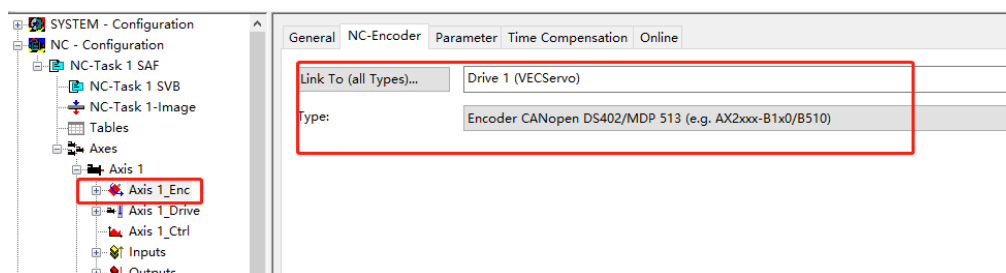 SYSTEM - Configuration
NC - Configuration
NC-Task 1 SAF
NC-Task 1 SVB
NC-Task 1-Image
Tables
Axes
Axis 1
Axis 1_Enc
Axis 1_Drive
Axis 1_Ctrl
Inputs
Outputs
General NC-Encoder Parameter Time Compensation Online
Link To (all Types)... Drive 1 (VECServo)
Type: Encoder CANopen DS402/MDP 513 (e.g. AX2xxx-B1x0/B510)